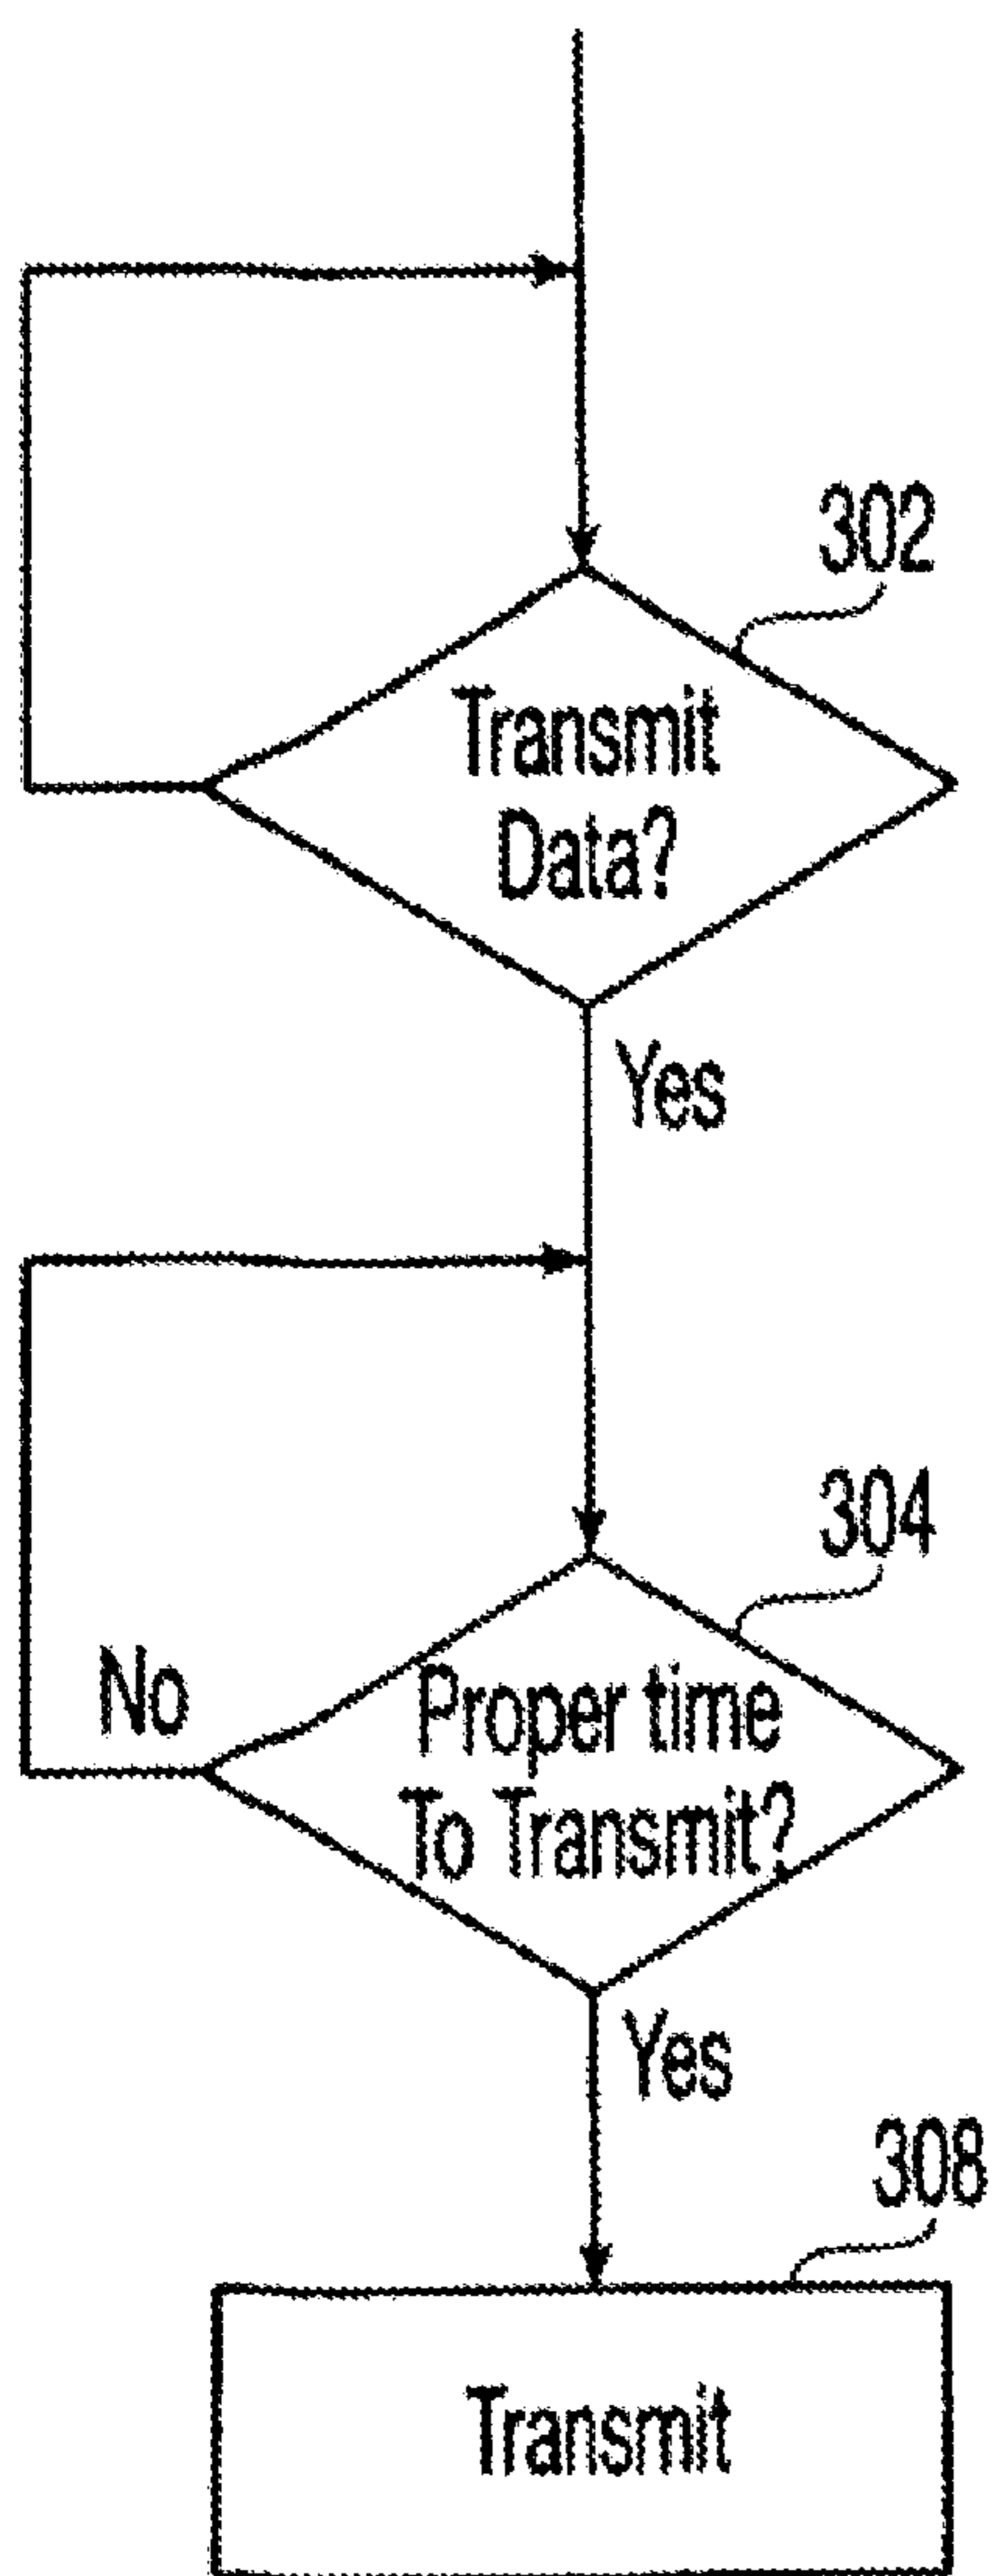 302
Transmit
Data?
Yes
304
No
Proper time
To Transmit?
Yes
308
Transmit